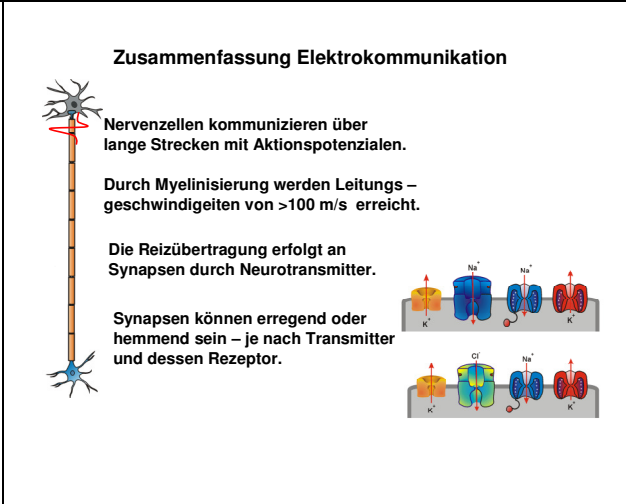 Zusammenfassung Elektrokommunikation
Nervenzellen kommunizieren über
lange Strecken mit Aktionspotenzialen.
Durch Myelinisierung werden Leitungs –
geschwindigeiten von >100 m/s erreicht.
Die Reizübertragung erfolgt an
Synapsen durch Neurotransmitter.
Synapsen können erregend oder
hemmend sein – je nach Transmitter
und dessen Rezeptor.
Na+
Na+
K+
K+
Cl-
Na+
K+
K+